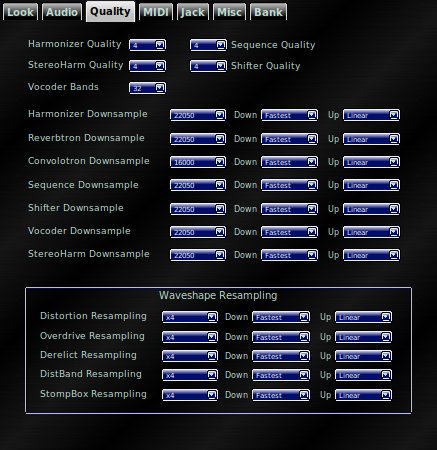 Look Audio Quality MIDI Jack Misc Bank
Harmonizer Quality 4 4 Sequence Quality
StereoHarm Quality 4 4 Shifter Quality
Vocoder Bands 32
Harmonizer Downsample 22050 Down Fastest Up Linear
Reverbtron Downsample 22050 Down Fastest Up Linear
Convolotron Downsample 16000 Down Fastest Up Linear
Sequence Downsample 22050 Down Fastest Up Linear
Shifter Downsample 22050 Down Fastest Up Linear
Vocoder Downsample 22050 Down Fastest Up Linear
StereoHarm Downsample 22050 Down Fastest Up Linear
Waveshape Resampling
Distortion Resampling x4 Down Fastest Up Linear
Overdrive Resampling x4 Down Fastest Up Linear
Derelict Resampling x4 Down Fastest Up Linear
DistBand Resampling x4 Down Fastest Up Linear
StompBox Resampling x4 Down Fastest Up Linear